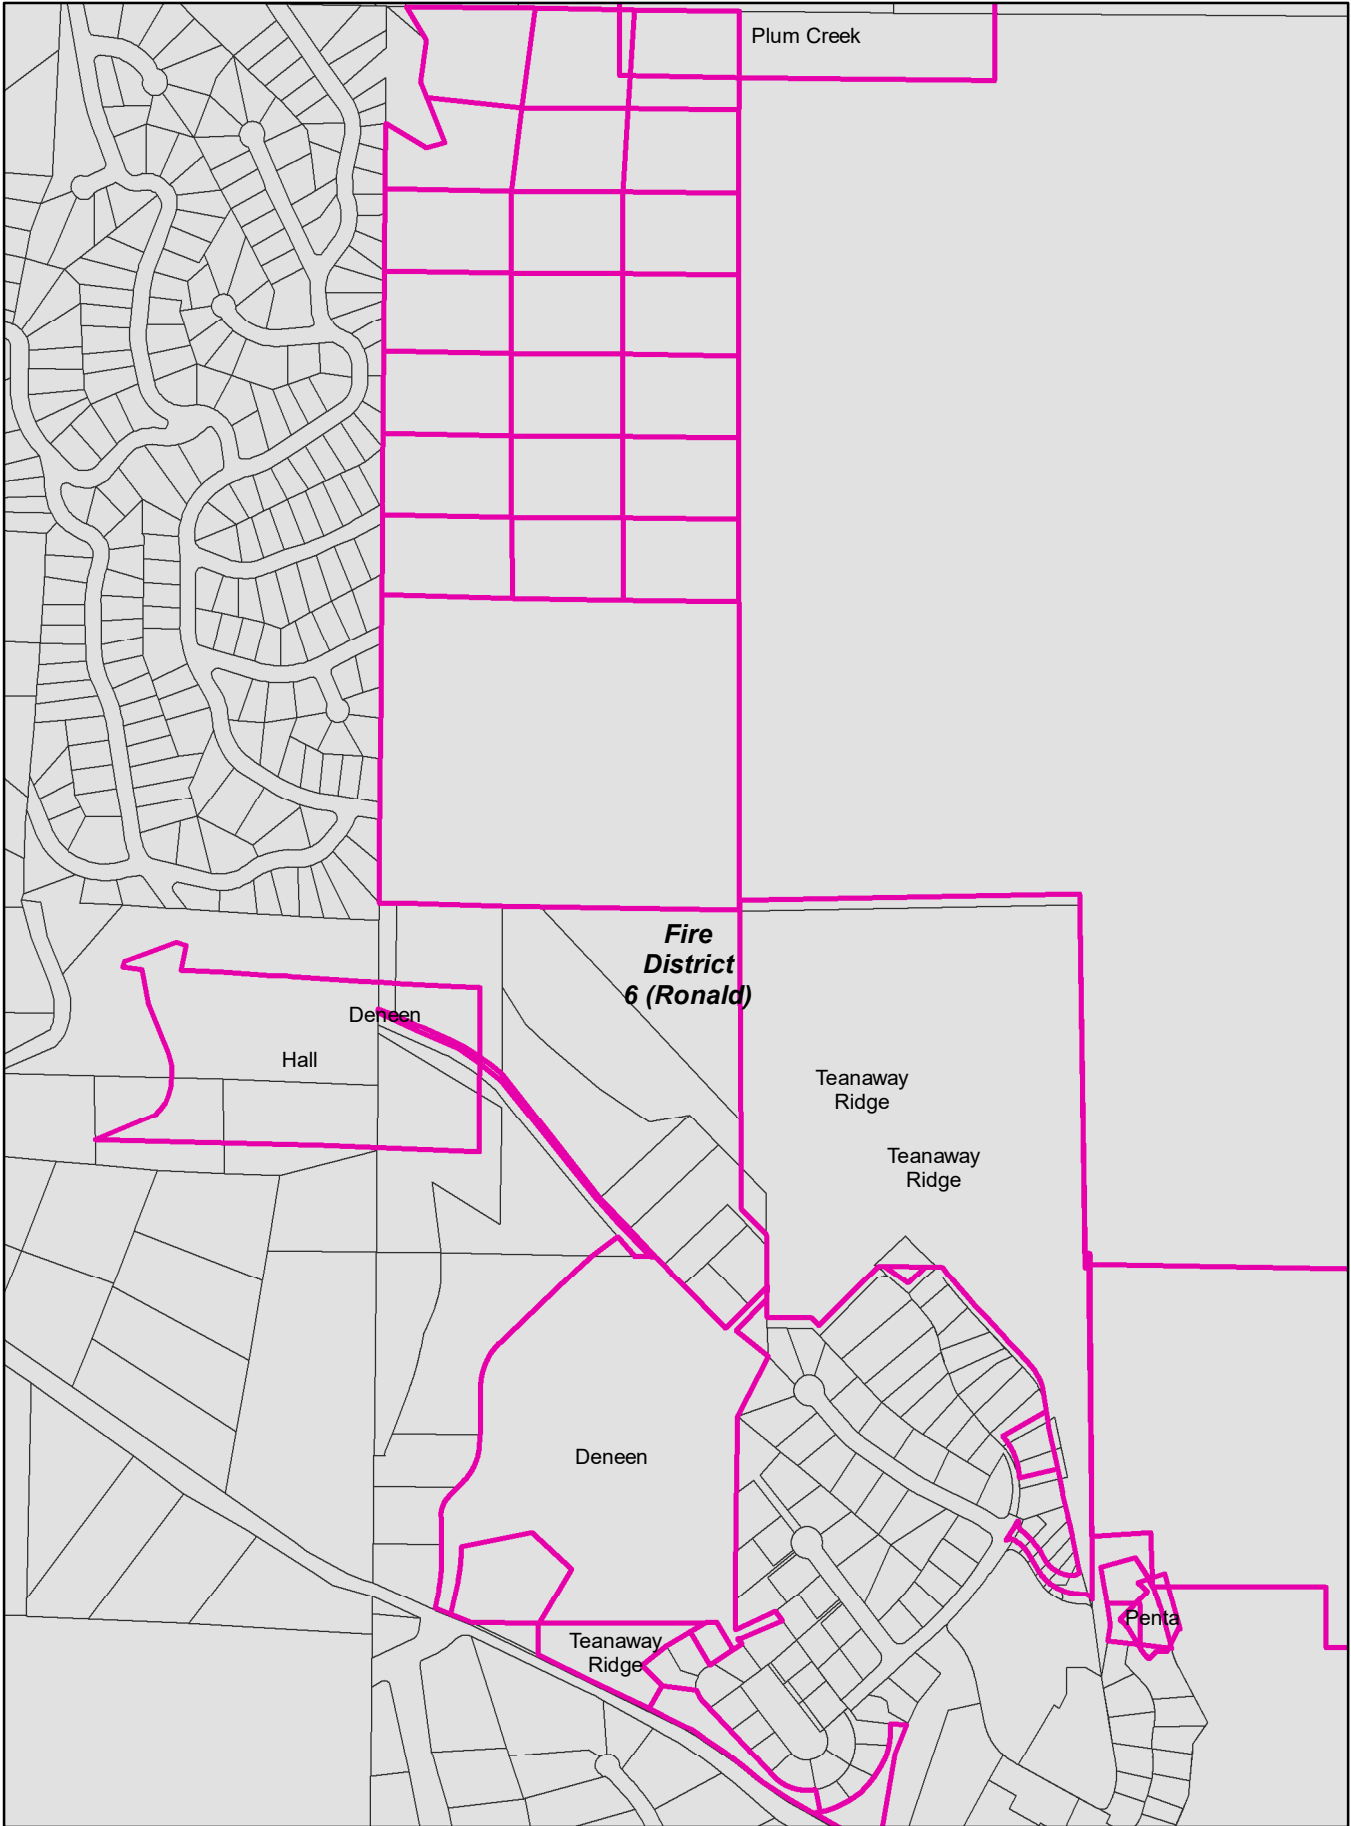 Plum Creek
Fire
District
6 (Ronald)
Deneen
Hall
Teanaway
Ridge
Teanaway
Ridge
Deneen
Penta
Teanaway
Ridge